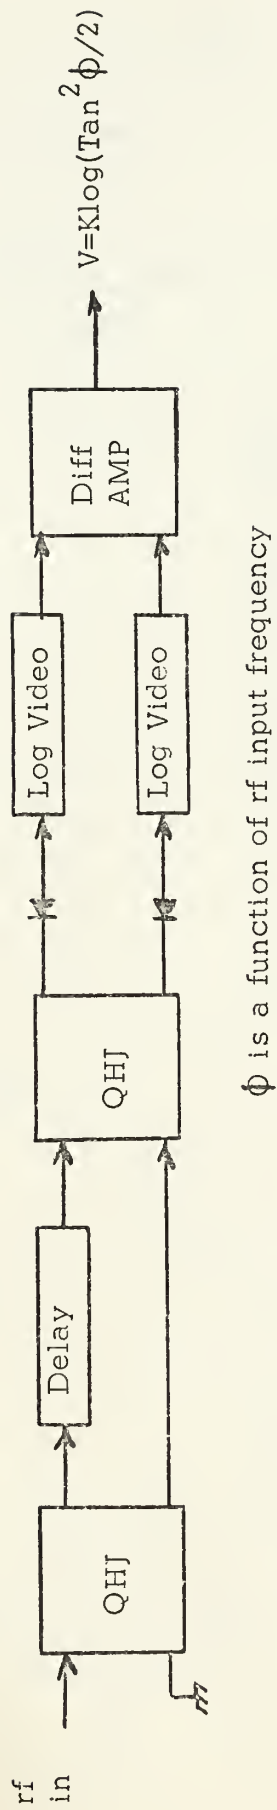 rf
in
QHJ
Delay
QHJ
Log Video
Log Video
Diff
AMP
V=Klog(Tan²ϕ/2)
ϕ is a function of rf input frequency